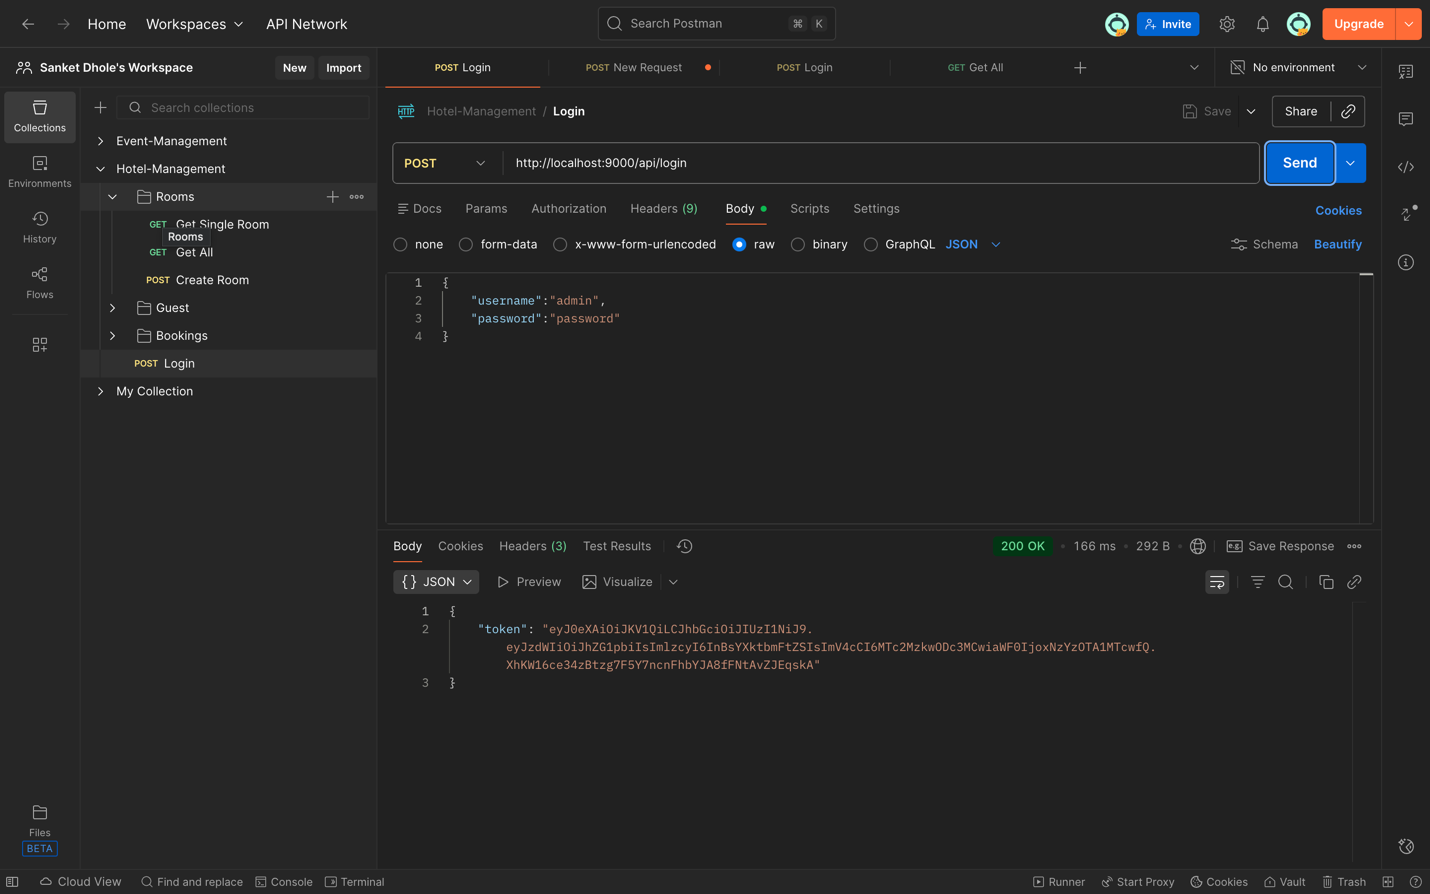 Home
Workspaces
API Network
Search Postman
⌘ K
Invite
Upgrade
Sanket Dhole's Workspace
New
Import
POST Login
POST New Request
POST Login
GET Get All
No environment
Collections
Environments
History
Flows
Files
BETA
Search collections
Event-Management
Hotel-Management
Rooms
GET Get Single Room
Rooms
GET Get All
POST Create Room
Guest
Bookings
POST Login
My Collection
HTTP
Hotel-Management / Login
Save
Share
POST
http://localhost:9000/api/login
Send
Docs
Params
Authorization
Headers (9)
Body
Scripts
Settings
Cookies
none
form-data
x-www-form-urlencoded
raw
binary
GraphQL
JSON
Schema
Beautify
1 {
2 "username":"admin",
3 "password":"password"
4 }
Body
Cookies
Headers (3)
Test Results
200 OK
166 ms
292 B
e.g.
Save Response
{} JSON
Preview
Visualize
1 {
2 "token": "eyJ0eXAiOiJKV1QiLCJhbGciOiJIUzI1NiJ9.
eyJzdWIiOiJhZG1pbiIsImlzcyI6InBsYXktbmFtZSIsImV4cCI6MTc2MzkwODc3MCwiaWF0IjoxNzYzOTA1MTcwfQ.
XhKW16ce34zBtzg7F5Y7ncnFhbYJA8fFNtAvZJEqskA"
3 }
Cloud View
Find and replace
Console
Terminal
Runner
Start Proxy
Cookies
Vault
Trash